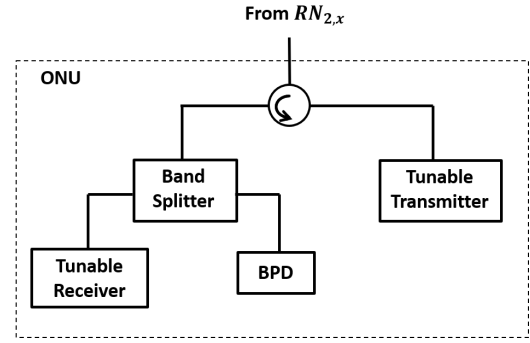 From RN2,x
ONU
Band
Splitter
Tunable
Transmitter
Tunable
Receiver
BPD